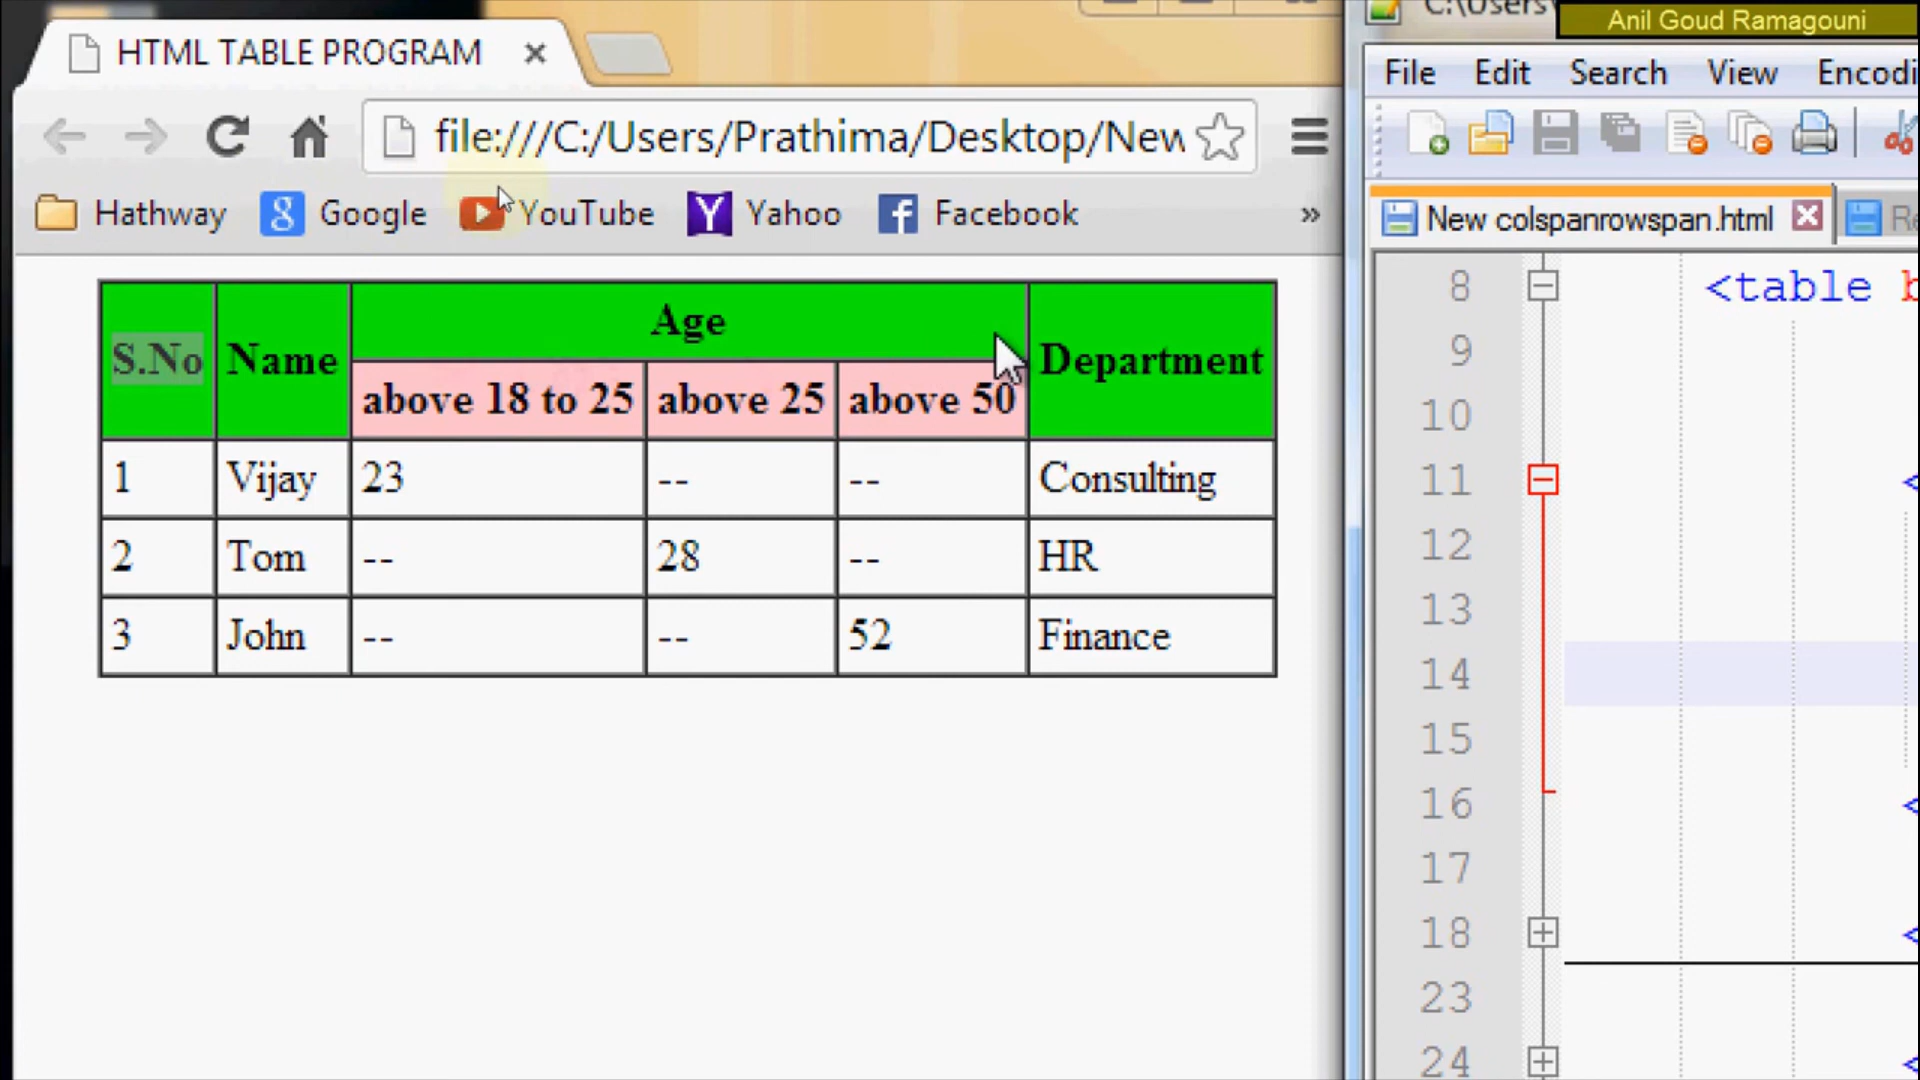 HTML TABLE PROGRAM
file:///C:/Users/Prathima/Desktop/New
Hathway Google YouTube Yahoo Facebook »
S.No Name Age Department
above 18 to 25 above 25 above 50
1 Vijay 23 -- -- Consulting
2 Tom -- 28 -- HR
3 John -- -- 52 Finance
C:\Users\
Anil Goud Ramagouni
File Edit Search View Encodi
New colspanrowspan.html Re
8 <table b
9
10
11 <
12
13
14
15
16 <
17
18 <
23
24 <